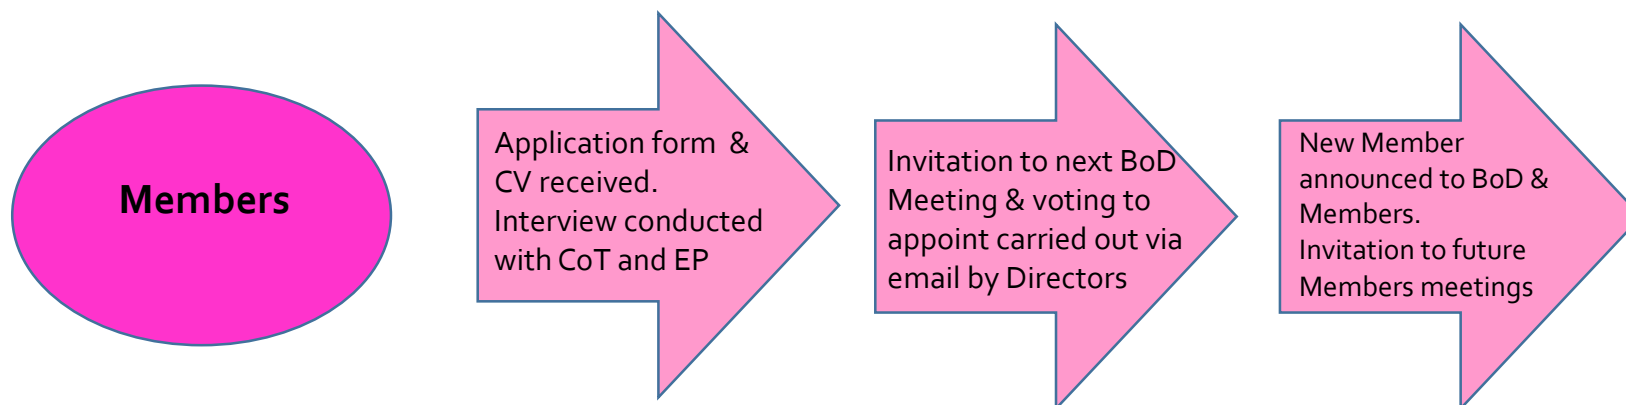 Members
Application form &
CV received.
Interview conducted
with CoT and EP
Invitation to next BoD
Meeting & voting to
appoint carried out via
email by Directors
New Member
announced to BoD &
Members.
Invitation to future
Members meetings